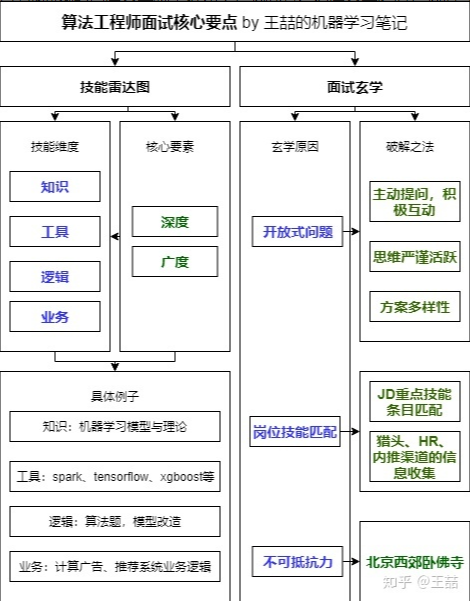 算法工程师面试核心要点 by 王喆的机器学习笔记
技能雷达图
面试玄学
技能维度
知识
工具
逻辑
业务
核心要素
深度
广度
具体例子
知识：机器学习模型与理论
工具：spark、tensorflow、xgboost等
逻辑：算法题，模型改造
业务：计算广告、推荐系统业务逻辑
玄学原因
开放式问题
岗位技能匹配
不可抵抗力
破解之法
主动提问，积
极互动
思维严谨活跃
方案多样性
JD重点技能
条目匹配
猎头、HR、
内推渠道的信
息收集
北京西郊卧佛寺
知乎 @王喆